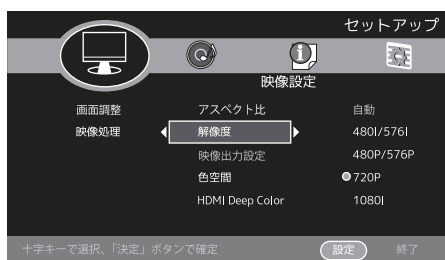 セットアップ
映像設定
画面調整
映像処理
アスペクト比
解像度
映像出力設定
色空間
HDMI Deep Color
自動
480I/576I
480P/576P
720P
1080I
十字キーで選択、「決定」ボタンで確定
設定
終了